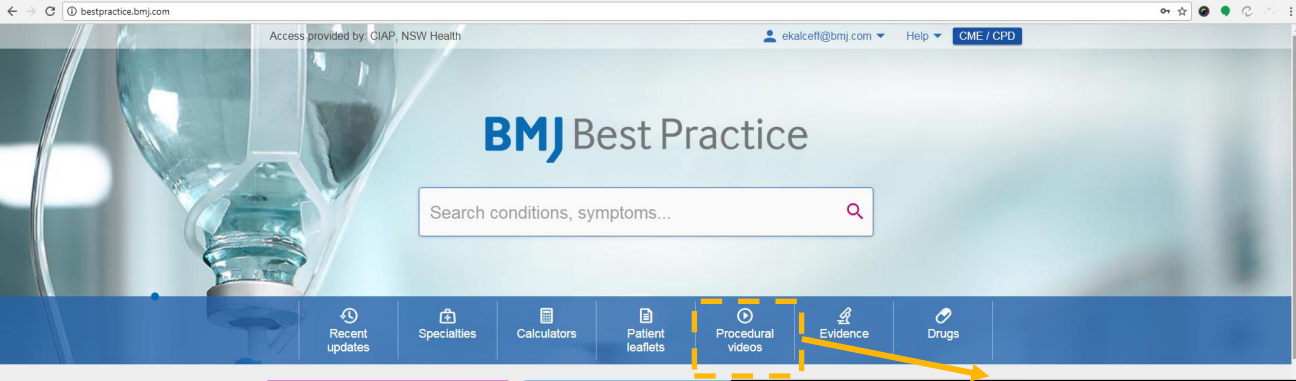 bestpractice.bmj.com
Access provided by: CIAP, NSW Health
ekalceff@bmj.com
Help
CME / CPD
BMJ Best Practice
Search conditions, symptoms...
Recent updates
Specialties
Calculators
Patient leaflets
Procedural videos
Evidence
Drugs